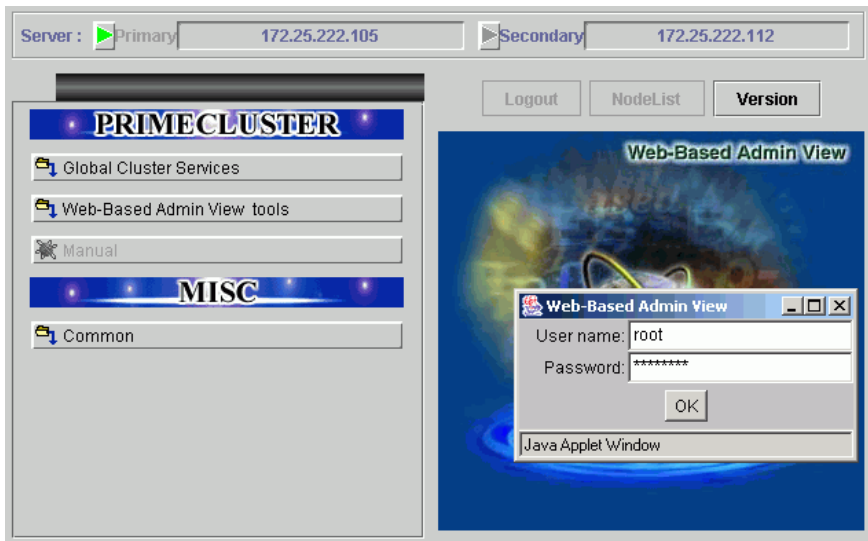 Server : Primary 172.25.222.105 Secondary 172.25.222.112
Logout NodeList Version
PRIMECLUSTER
Global Cluster Services
Web-Based Admin View tools
Manual
MISC
Common
Web-Based Admin View
Web-Based Admin View
User name: root
Password: ********
OK
Java Applet Window